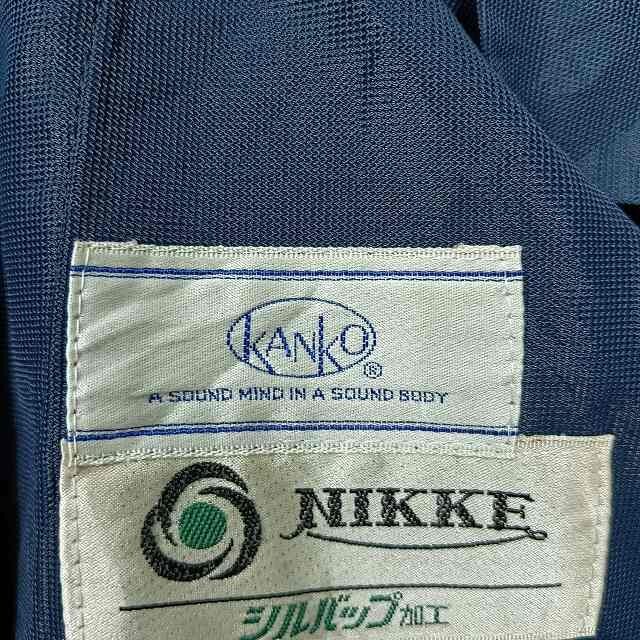 KANKO®
A SOUND MIND IN A SOUND BODY
NIKKE
シルバップ加工